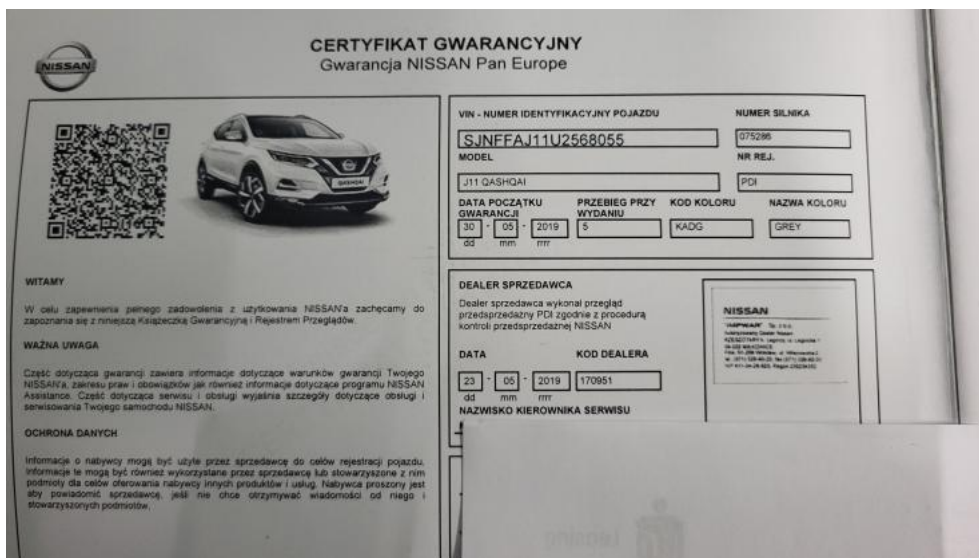 NISSAN
CERTYFIKAT GWARANCYJNY
Gwarancja NISSAN Pan Europe
QASHQAI
WITAMY
W celu zapewnienia pełnego zadowolenia z użytkowania NISSAN'a zachęcamy do
zapoznania się z niniejszą Książeczką Gwarancyjną i Rejestrem Przeglądów.
WAŻNA UWAGA
Część dotycząca gwarancji zawiera informacje dotyczące warunków gwarancji Twojego
NISSAN'a, zakresu praw i obowiązków jak również informacje dotyczące programu NISSAN
Assistance. Część dotycząca serwisu i obsługi wyjaśnia szczegóły dotyczące obsługi i
serwisowania Twojego samochodu NISSAN.
OCHRONA DANYCH
Informacje o nabywcy mogą być użyte przez sprzedawcę do celów rejestracji pojazdu.
Informacje te mogą być również wykorzystane przez sprzedawcę lub stowarzyszone z nim
podmioty dla celów oferowania nabywcy innych produktów i usług. Nabywca proszony jest
aby powiadomić sprzedawcę, jeśli nie chce otrzymywać wiadomości od niego i
stowarzyszonych podmiotów,
VIN - NUMER IDENTYFIKACYJNY POJAZDU
NUMER SILNIKA
SJNFFAJ11U2568055
075286
MODEL
NR REJ.
J11 QASHQAI
PDI
DATA POCZĄTKU GWARANCJI
PRZEBIEG PRZY WYDANIU
KOD KOLORU
NAZWA KOLORU
30 - 05 - 2019
5
KADG
GREY
dd mm rrrr
DEALER SPRZEDAWCA
Dealer sprzedawca wykonał przegląd
przedsprzedażny PDI zgodnie z procedurą
kontroli przedsprzedażnej NISSAN
DATA
KOD DEALERA
23 - 05 - 2019
170951
dd mm rrrr
NAZWISKO KIEROWNIKA SERWISU
NISSAN
"IMPWAR" Sp. z o.o.
Autoryzowany Dealer Nissan
Leasing